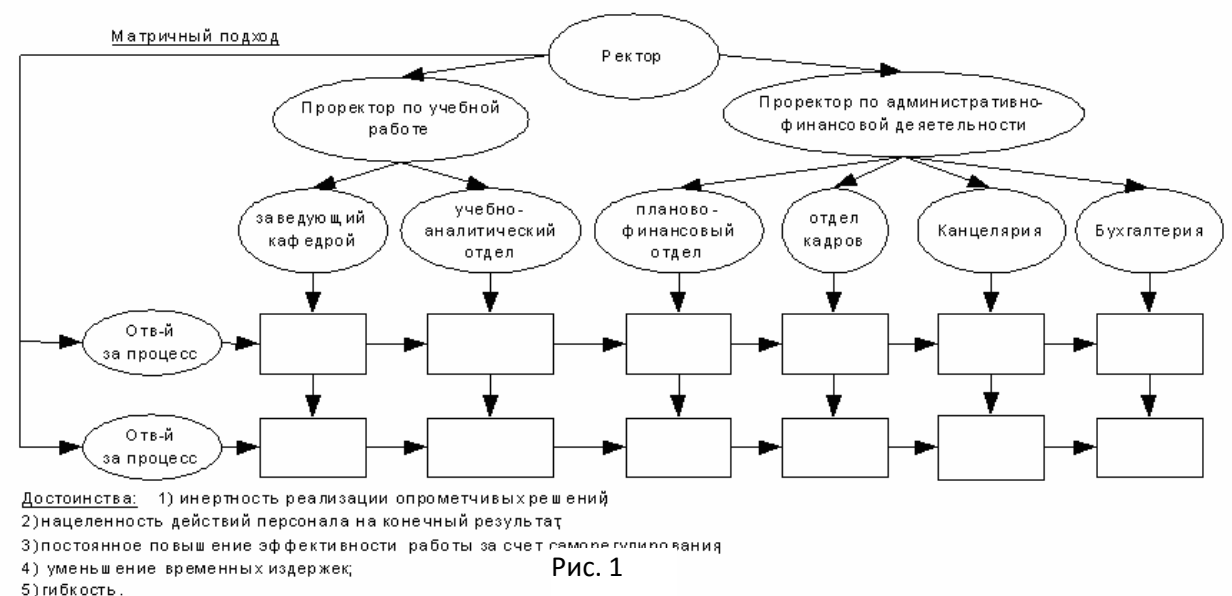 Матричный подход
Ректор
Проректор по учебной
работе
Проректор по административно-
финансовой деяетельности
заведующий
кафедрой
учебно-
аналитический
отдел
планово-
финансовый
отдел
отдел
кадров
Канцелярия
Бухгалтерия
Отв-й
за процесс
Отв-й
за процесс
Достоинства: 1) инертность реализации опрометчивых решений;
2)нацеленность действий персонала на конечный результат;
3)постоянное повышение эффективности работы за счет саморегулирования;
4) уменьшение временных издержек;
Рис. 1
5)гибкость.